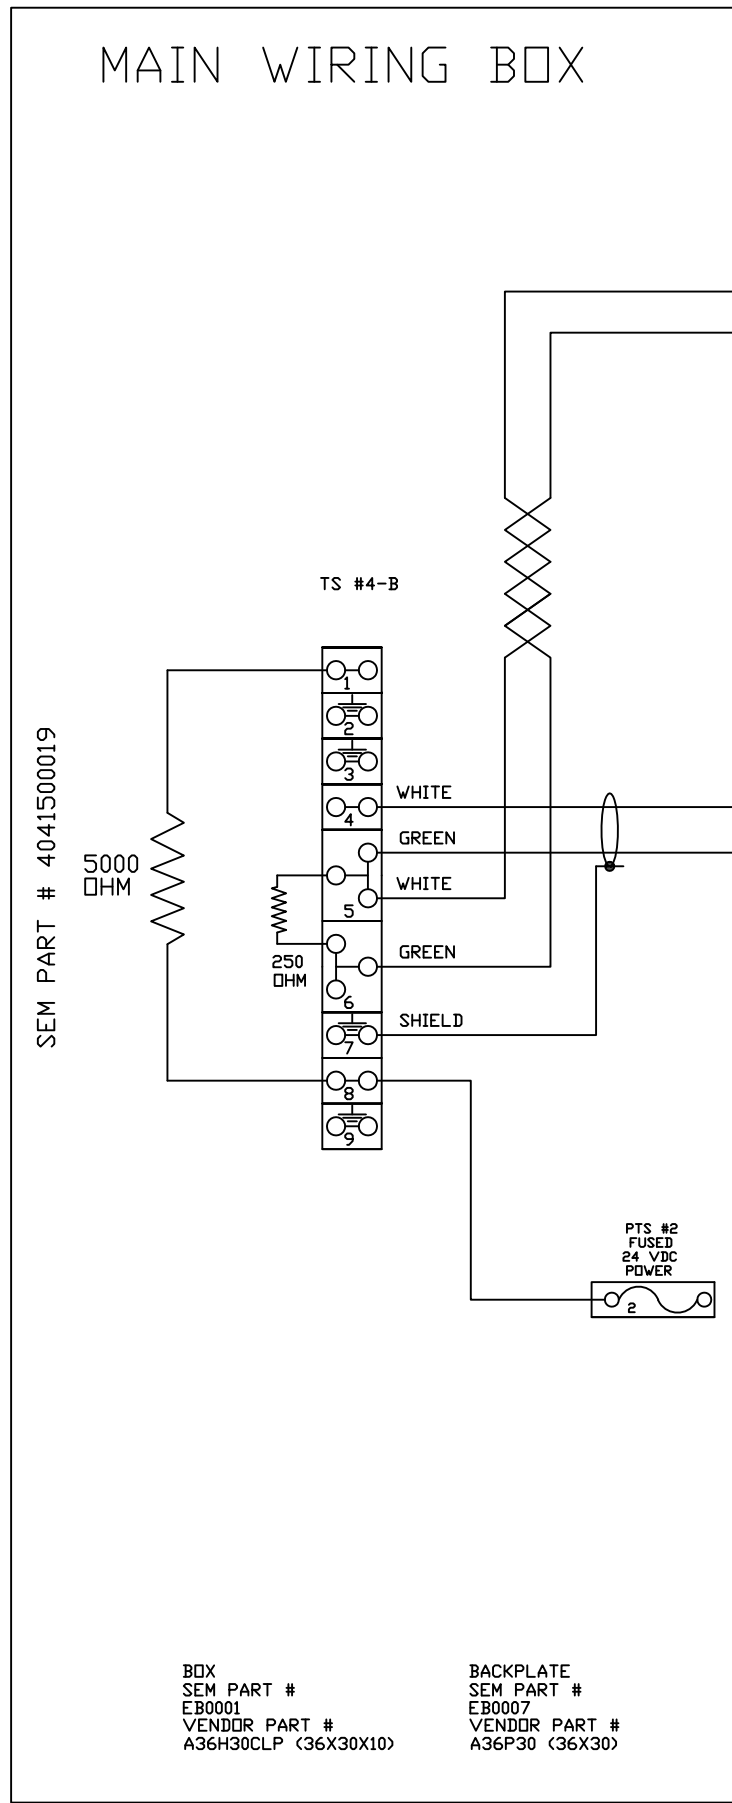 MAIN WIRING BOX
TS #4-B
1
2
3
WHITE
4
GREEN
WHITE
5
SEM PART # 4041500019
5000
OHM
250
OHM
GREEN
6
SHIELD
7
8
9
PTS #2
FUSED
24 VDC
POWER
2
BOX
SEM PART #
EB0001
VENDOR PART #
A36H30CLP (36X30X10)
BACKPLATE
SEM PART #
EB0007
VENDOR PART #
A36P30 (36X30)